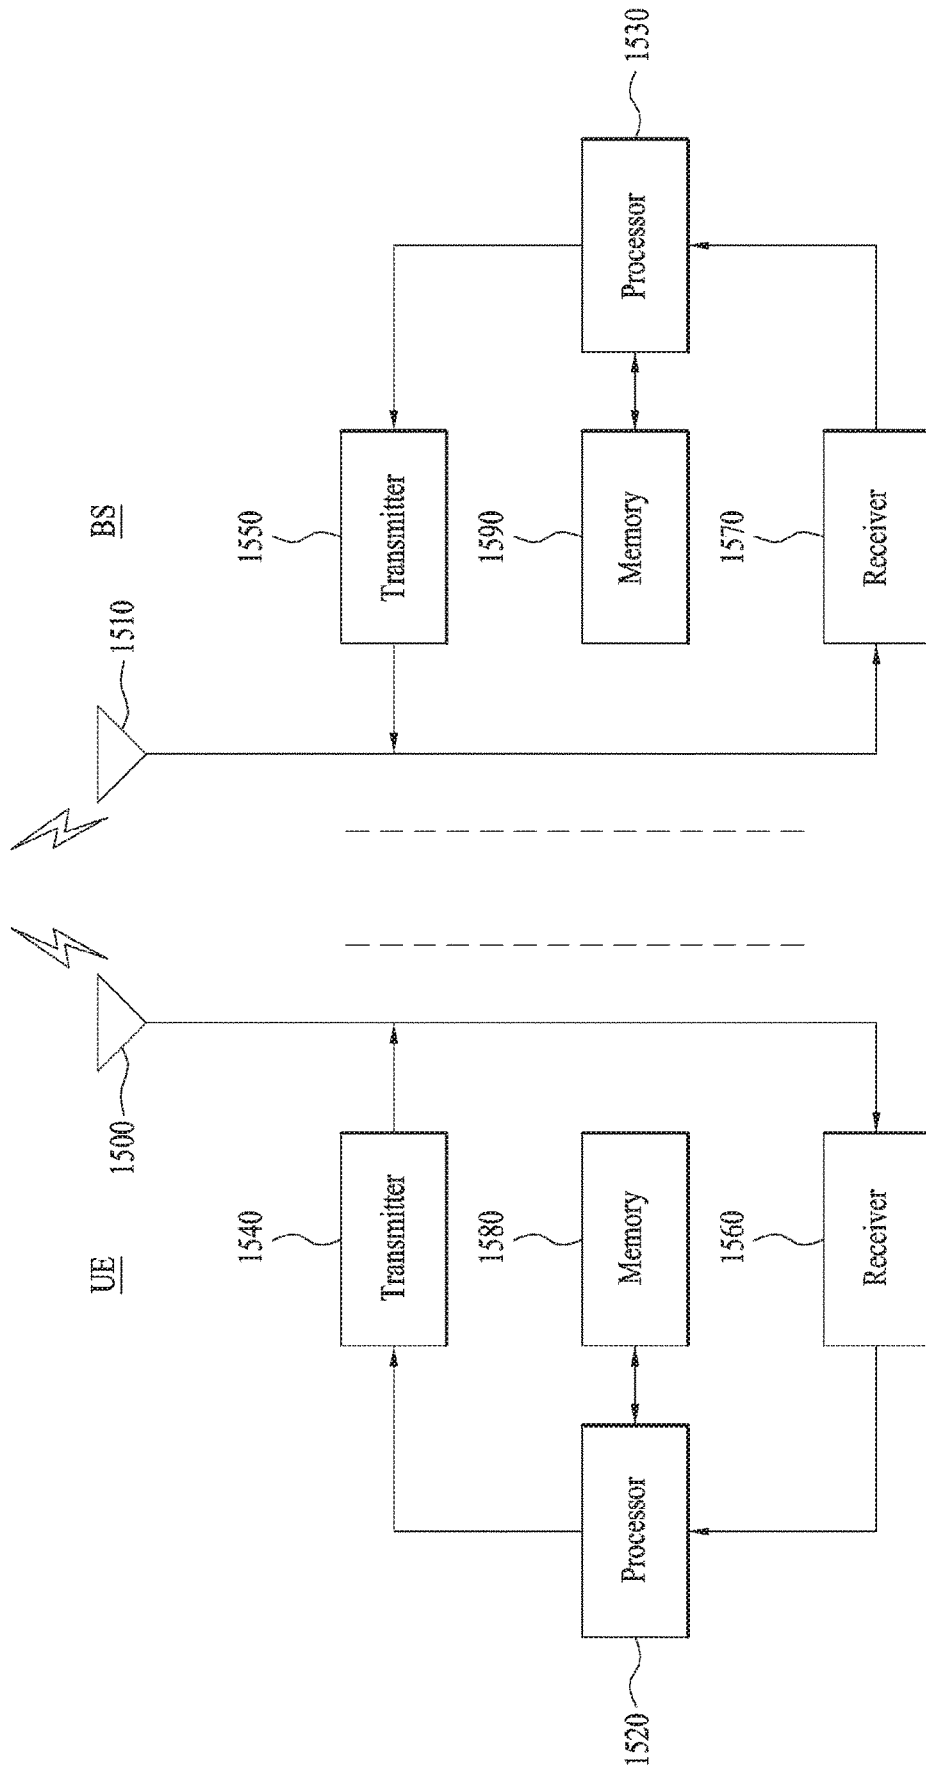 UE
BS
1500
1510
1540
Transmitter
1550
Transmitter
1520
Processor
1580
Memory
1590
Memory
Processor
1530
1560
Receiver
1570
Receiver